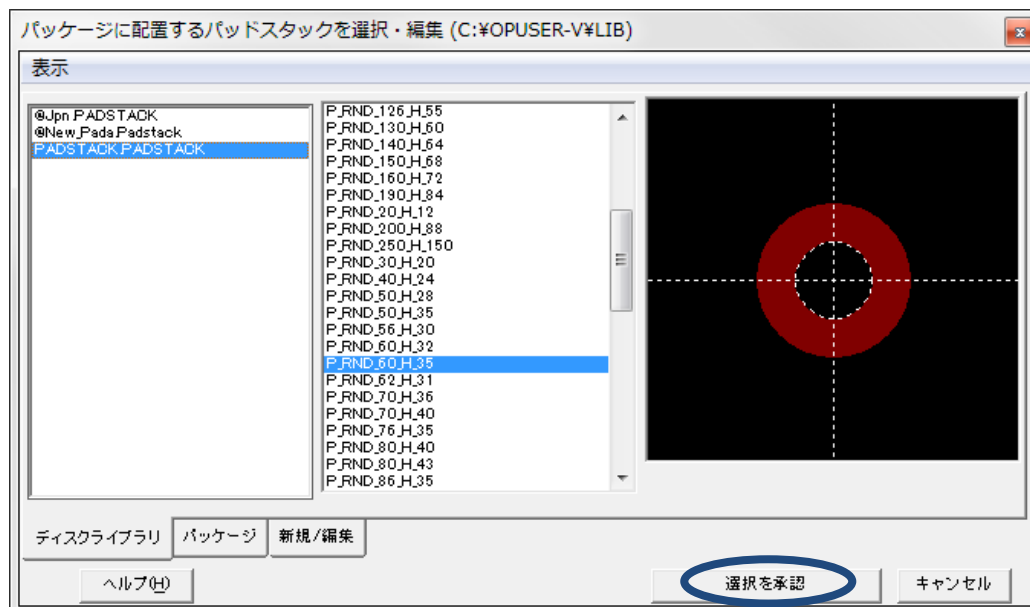 パッケージに配置するパッドスタックを選択・編集 (C:¥OPUSER-V¥LIB)
表示
@Jpn.PADSTACK
@New_Pada.Padstack
PADSTACK.PADSTACK
P_RND_126_H_55
P_RND_130_H_60
P_RND_140_H_64
P_RND_150_H_68
P_RND_160_H_72
P_RND_190_H_84
P_RND_20_H_12
P_RND_200_H_88
P_RND_250_H_150
P_RND_30_H_20
P_RND_40_H_24
P_RND_50_H_28
P_RND_50_H_35
P_RND_56_H_30
P_RND_60_H_32
P_RND_60_H_35
P_RND_62_H_31
P_RND_70_H_36
P_RND_70_H_40
P_RND_76_H_35
P_RND_80_H_40
P_RND_80_H_43
P_RND_86_H_35
ディスクライブラリ
パッケージ
新規/編集
ヘルプ(H)
選択を承認
キャンセル